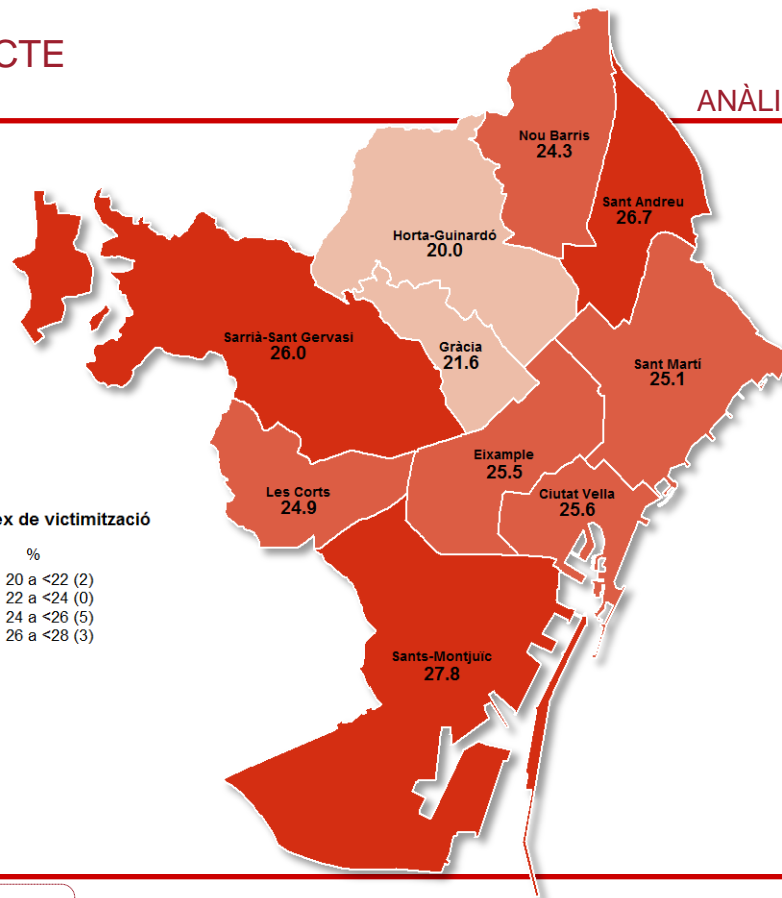 CTE
ANÀLI
Nou Barris
24.3
Sant Andreu
26.7
Horta-Guinardó
20.0
Sarrià-Sant Gervasi
26.0
Gràcia
21.6
Sant Martí
25.1
Eixample
25.5
Ciutat Vella
25.6
Les Corts
24.9
ex de victimització
%
20 a <22 (2)
22 a <24 (0)
24 a <26 (5)
26 a <28 (3)
Sants-Montjuïc
27.8